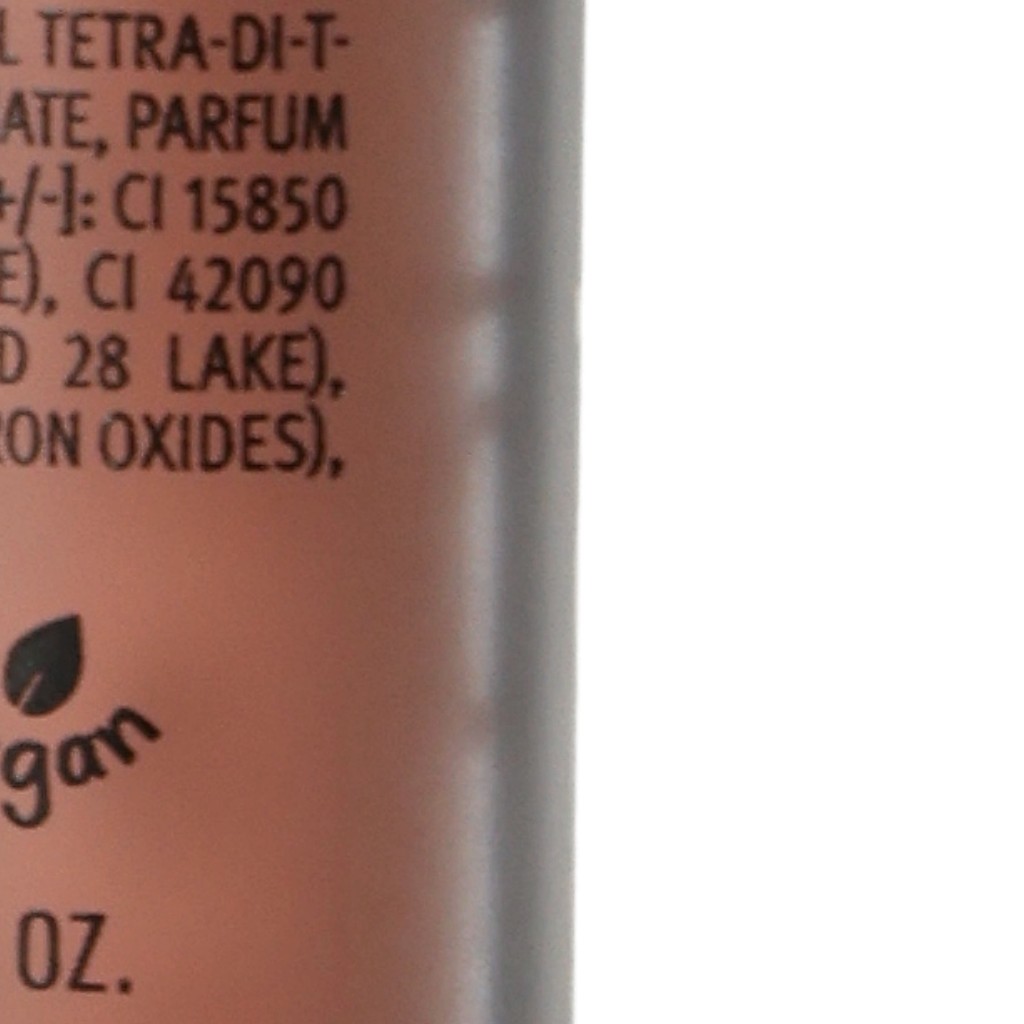 L TETRA-DI-T-
ATE, PARFUM
+/-]: CI 15850
E), CI 42090
D 28 LAKE),
RON OXIDES),
gan
OZ.